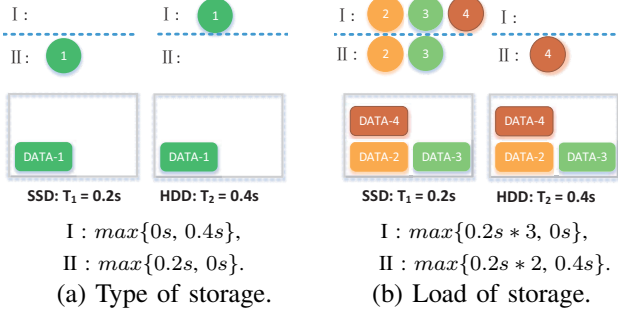 I : 1 I : 2 3 4 I :
II : 1 II : II : 2 3 II : 4
DATA-4 DATA-4
DATA-1 DATA-1 DATA-2 DATA-3 DATA-2 DATA-3
SSD: T1 = 0.2s HDD: T2 = 0.4s SSD: T1 = 0.2s HDD: T2 = 0.4s
I : max{0s, 0.4s}, I : max{0.2s ∗ 3, 0s},
II : max{0.2s, 0s}. II : max{0.2s ∗ 2, 0.4s}.
(a) Type of storage. (b) Load of storage.